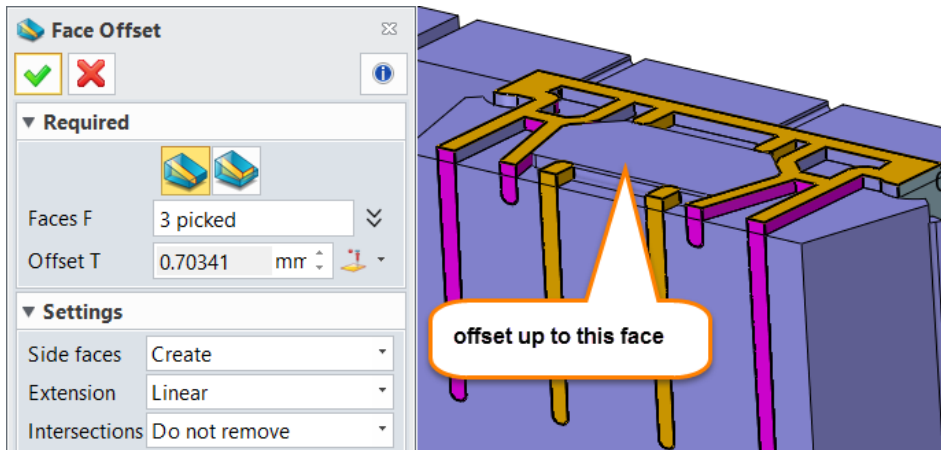 Face Offset
Required
Faces F 3 picked
Offset T 0.70341 mm
Settings
Side faces Create
Extension Linear
Intersections Do not remove
offset up to this face